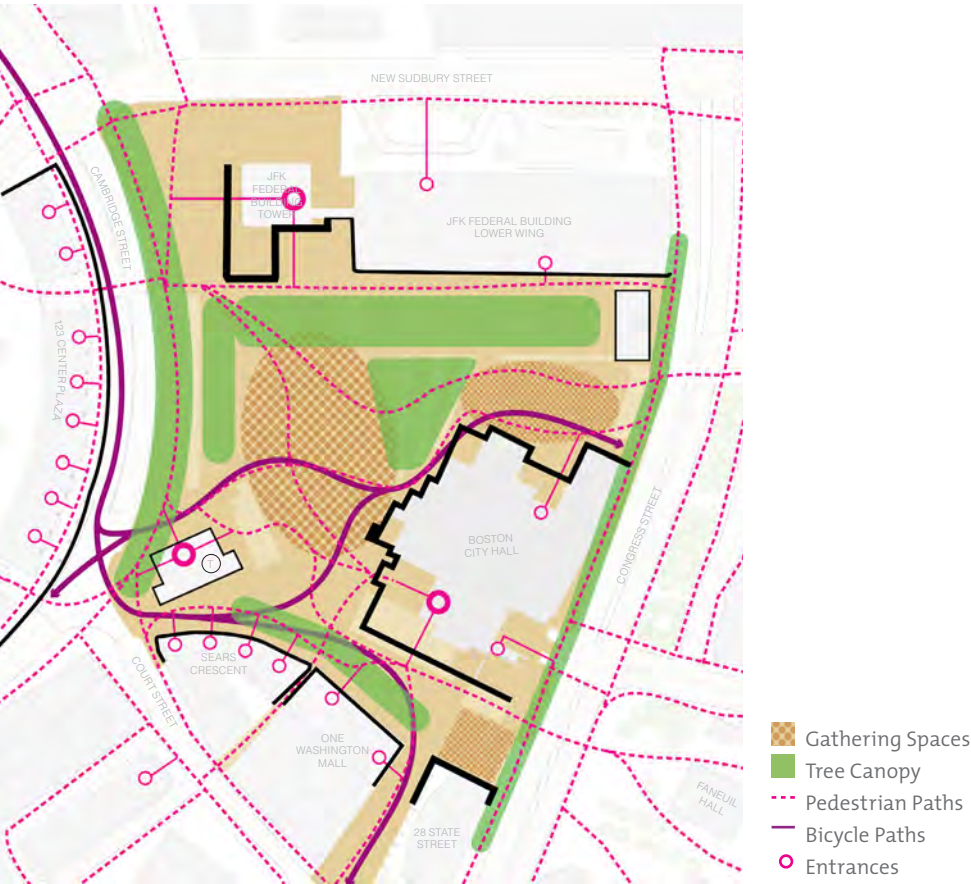 NEW SUDBURY STREET
CAMBRIDGE STREET
JFK
FEDERAL
BUILDING
TOWER
JFK FEDERAL BUILDING
LOWER WING
123 CENTER PLAZA
T
BOSTON
CITY HALL
CONGRESS STREET
SEARS
CRESCENT
COURT STREET
ONE
WASHINGTON
MALL
28 STATE
STREET
FANEUIL
HALL
Gathering Spaces
Tree Canopy
Pedestrian Paths
Bicycle Paths
Entrances